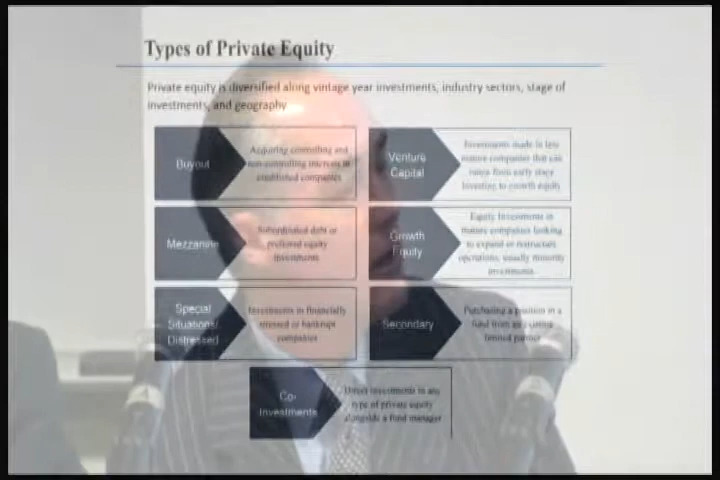 Types of Private Equity
Private equity is diversified along vintage year investments, industry sectors, stage of
investments, and geography
Buyout
Acquiring controlling and
non-controlling interests in
established companies
Venture
Capital
Investments made in less
mature companies that can
range from early stage
investing to growth equity
Mezzanine
Subordinated debt or
preferred equity
investments
Growth
Equity
Equity Investments in
mature companies looking
to expand or restructure
operations, usually minority
investments
Special
Situations/
Distressed
Investments in financially
stressed or bankrupt
companies
Secondary
Purchasing a position in a
fund from an existing
limited partner
Co-
Investments
Direct investments in any
type of private equity
alongside a fund manager